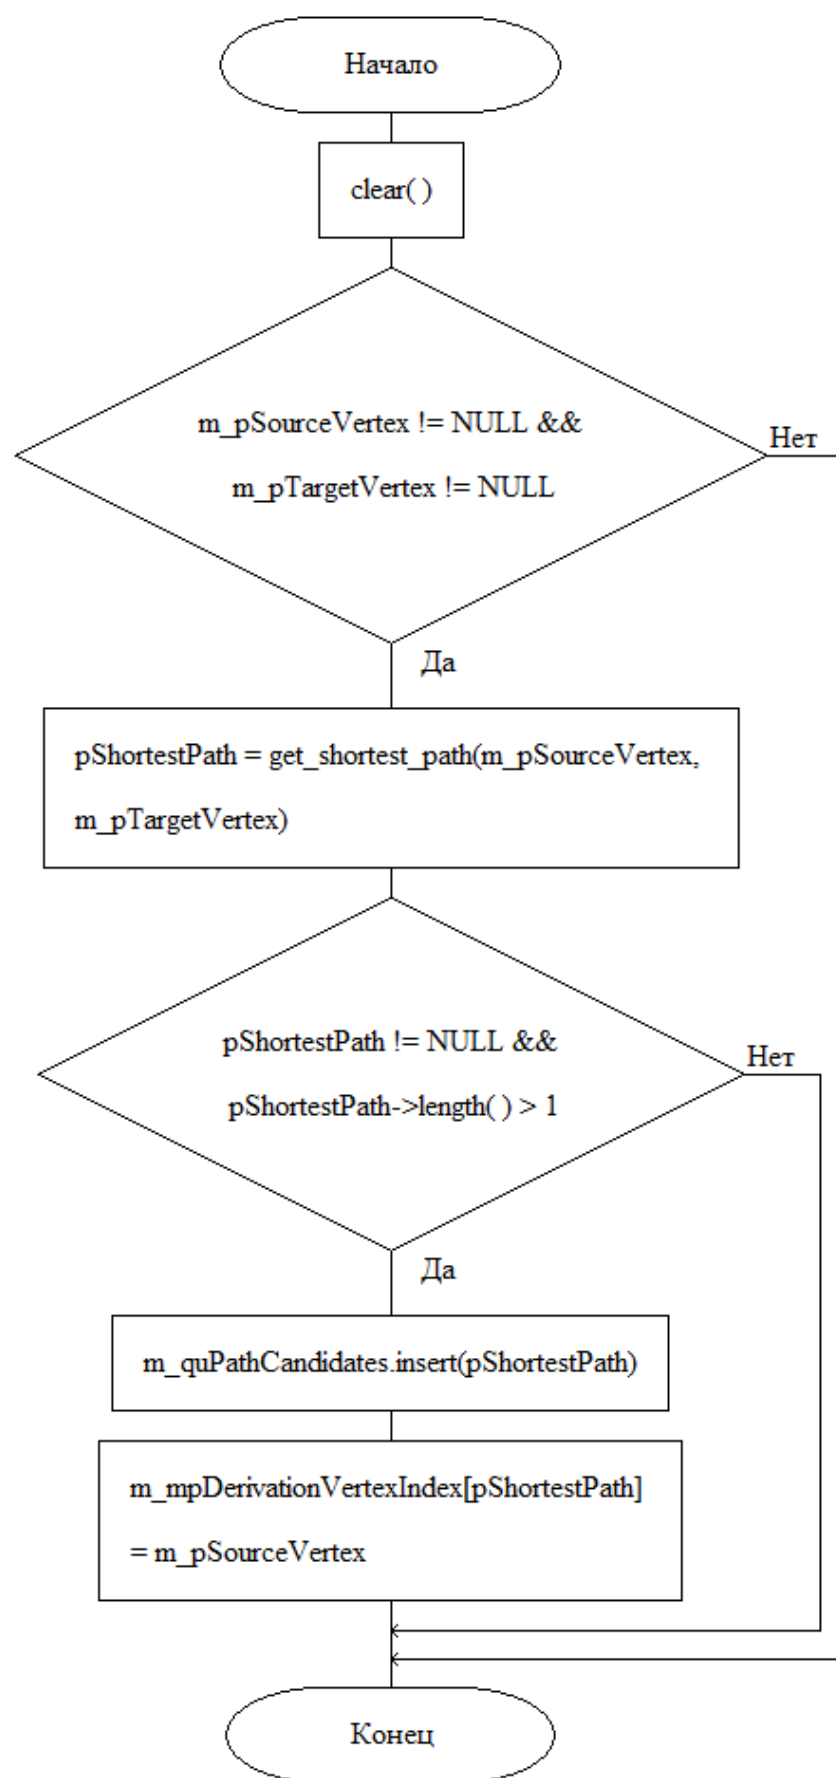 Начало
clear( )
m_pSourceVertex != NULL &&
Нет
m_pTargetVertex != NULL
Да
pShortestPath = get_shortest_path(m_pSourceVertex,
m_pTargetVertex)
pShortestPath != NULL &&
Нет
pShortestPath->length( ) > 1
Да
m_quPathCandidates.insert(pShortestPath)
m_mpDerivationVertexIndex[pShortestPath]
= m_pSourceVertex
Конец